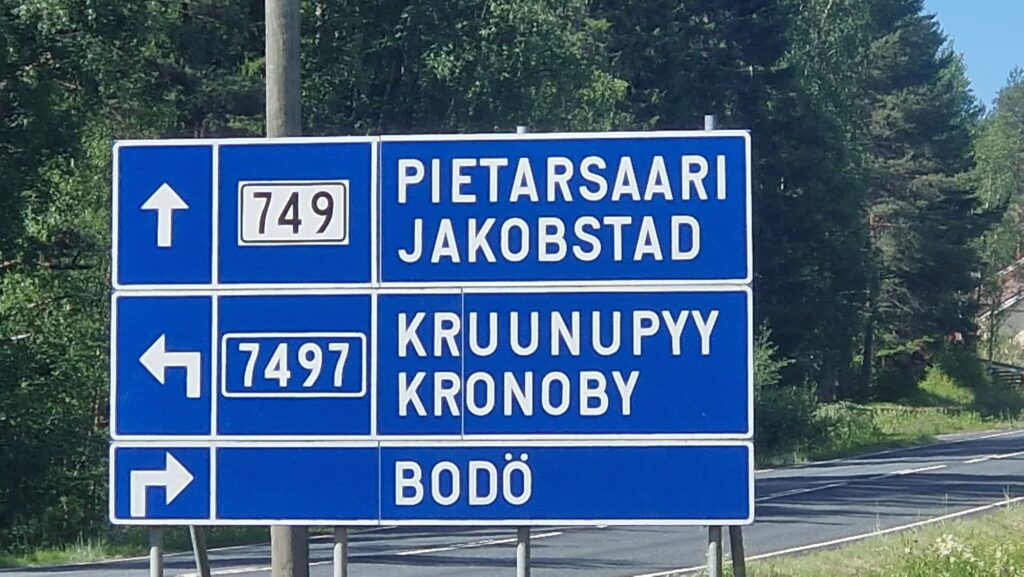 749
PIETARSAARI
JAKOBSTAD
7497
KRUUNUPYY
KRONOBY
BODÖ